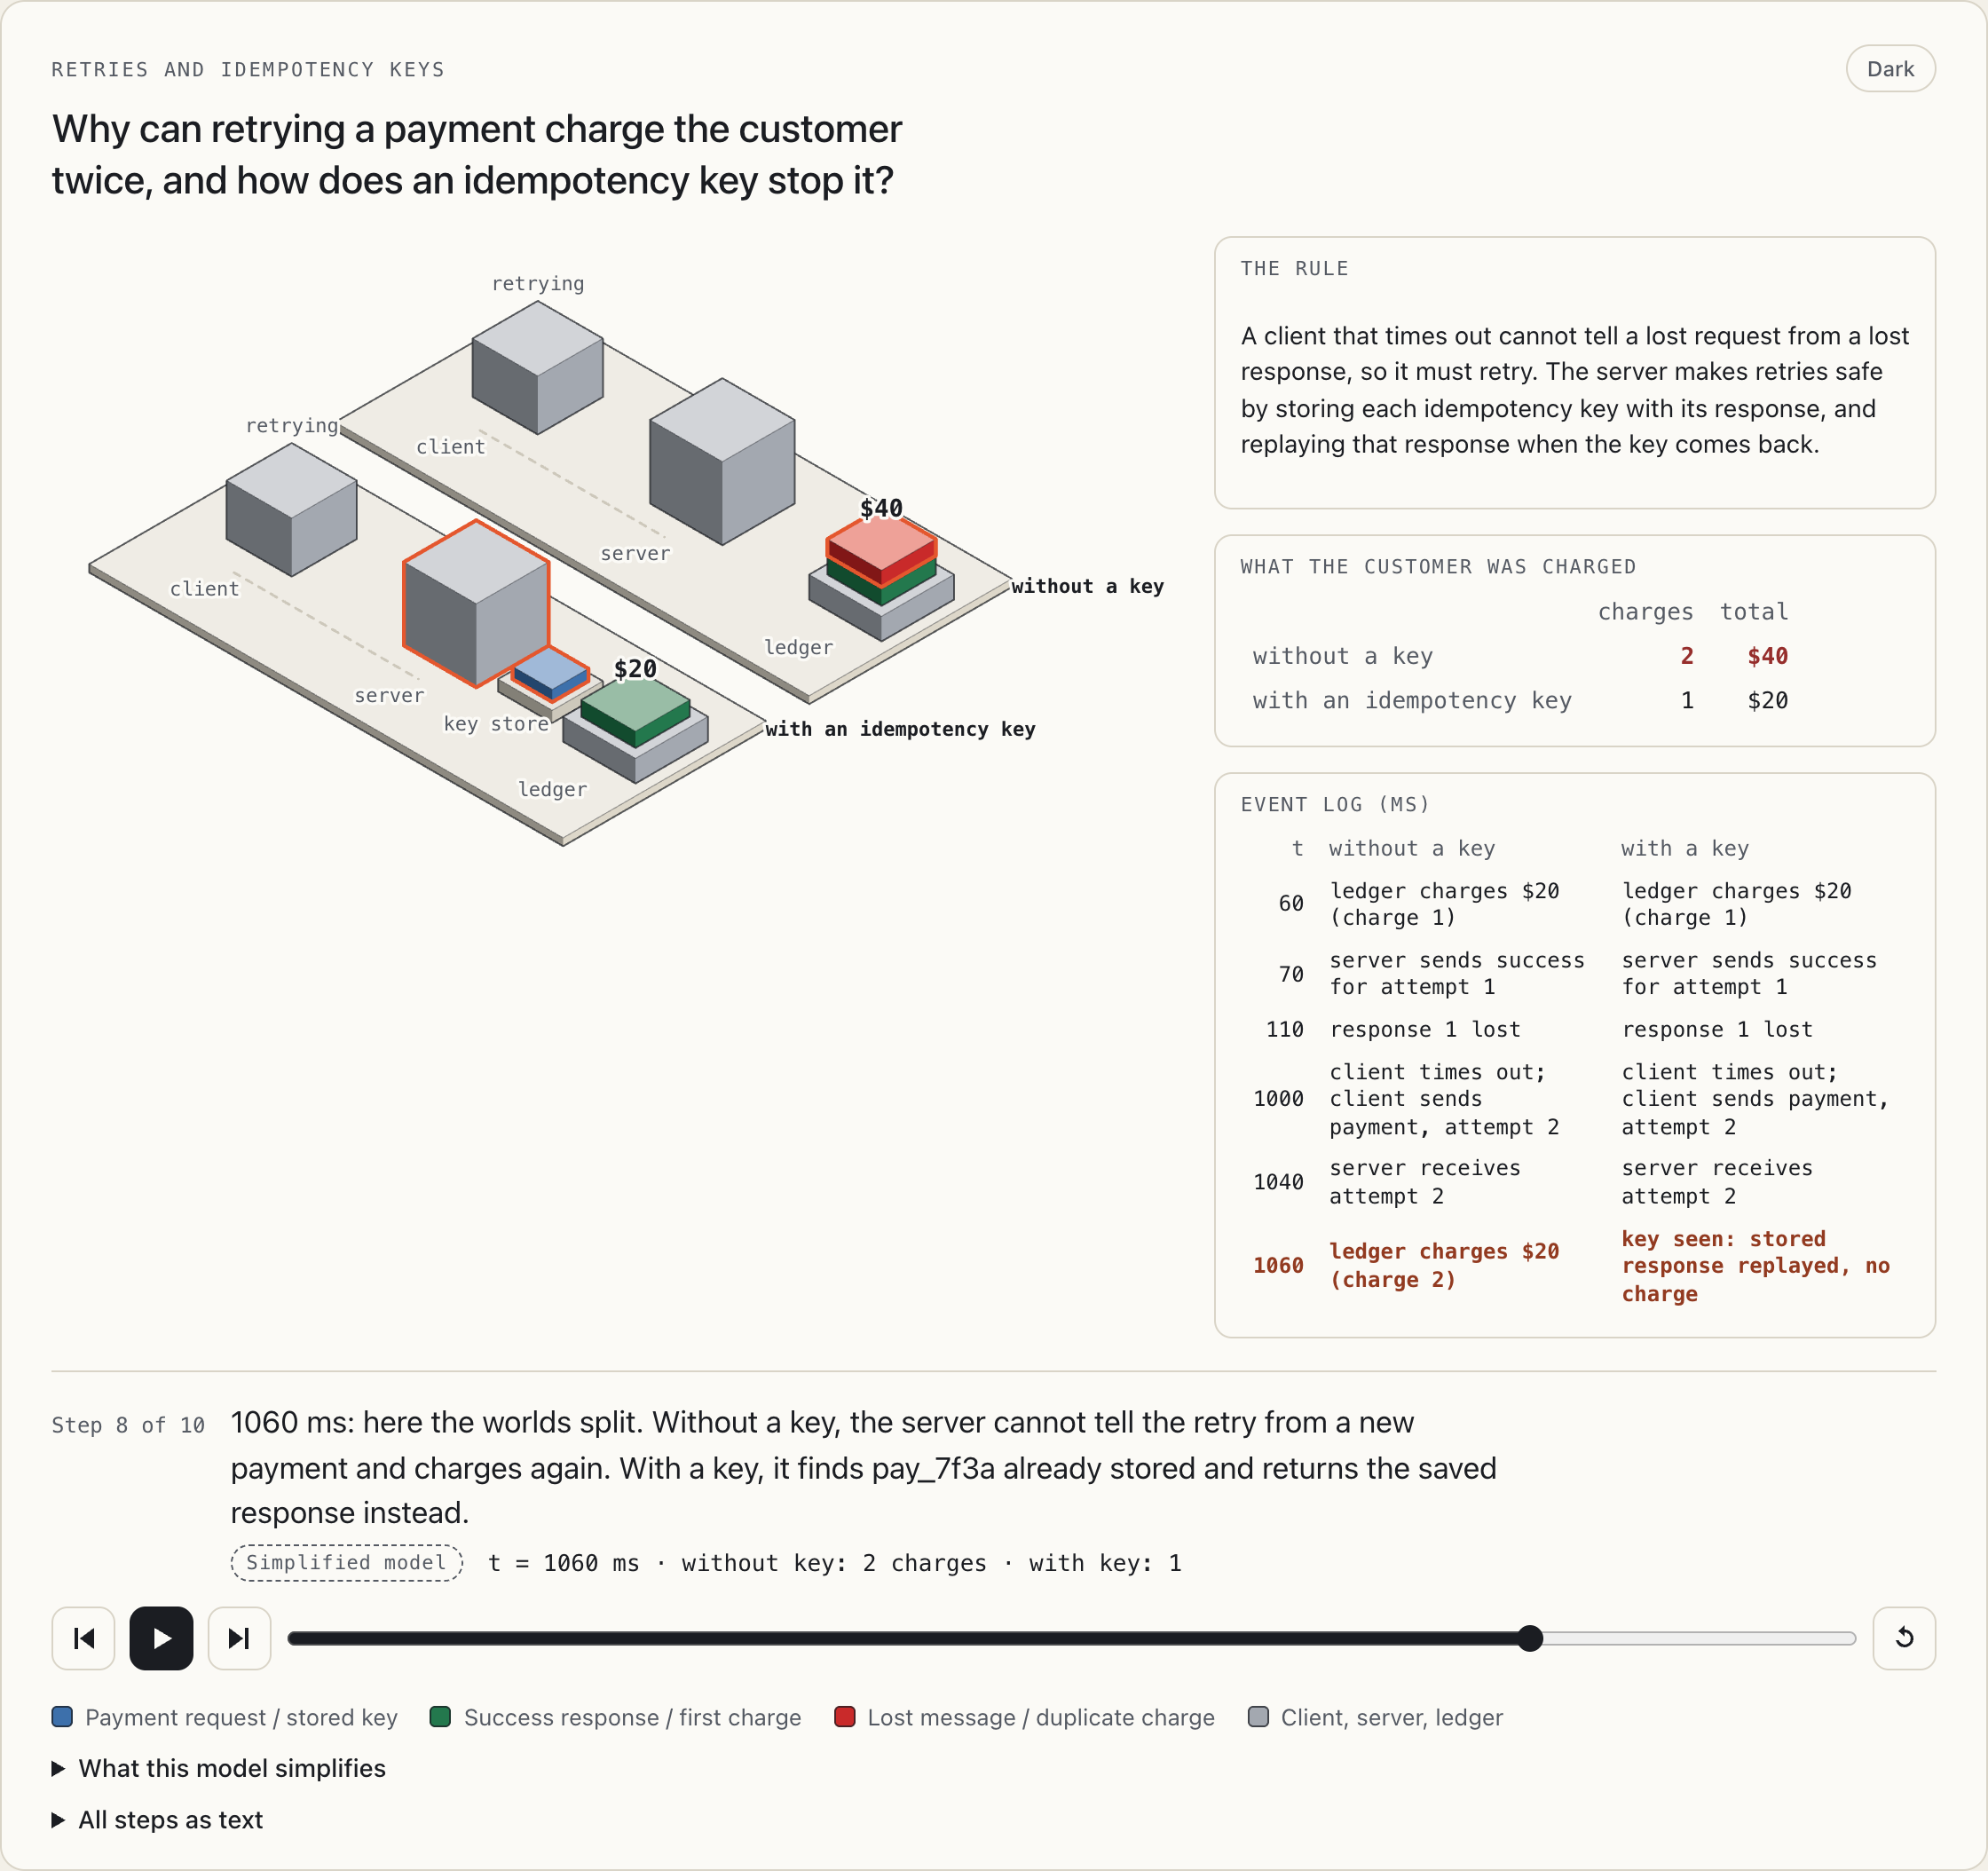 RETRIES AND IDEMPOTENCY KEYS
Dark
Why can retrying a payment charge the customer
twice, and how does an idempotency key stop it?
retrying
client
server
$40
ledger
without a key
retrying
client
server
key store
$20
ledger
with an idempotency key
THE RULE
A client that times out cannot tell a lost request from a lost
response, so it must retry. The server makes retries safe
by storing each idempotency key with its response, and
replaying that response when the key comes back.
WHAT THE CUSTOMER WAS CHARGED
charges total
without a key 2 $40
with an idempotency key 1 $20
EVENT LOG (MS)
t without a key with a key
60 ledger charges $20 (charge 1) ledger charges $20 (charge 1)
70 server sends success for attempt 1 server sends success for attempt 1
110 response 1 lost response 1 lost
1000 client times out; client sends payment, attempt 2 client times out; client sends payment, attempt 2
1040 server receives attempt 2 server receives attempt 2
1060 ledger charges $20 (charge 2) key seen: stored response replayed, no charge
Step 8 of 10
1060 ms: here the worlds split. Without a key, the server cannot tell the retry from a new
payment and charges again. With a key, it finds pay_7f3a already stored and returns the saved
response instead.
Simplified model t = 1060 ms · without key: 2 charges · with key: 1
Payment request / stored key Success response / first charge Lost message / duplicate charge Client, server, ledger
What this model simplifies
All steps as text